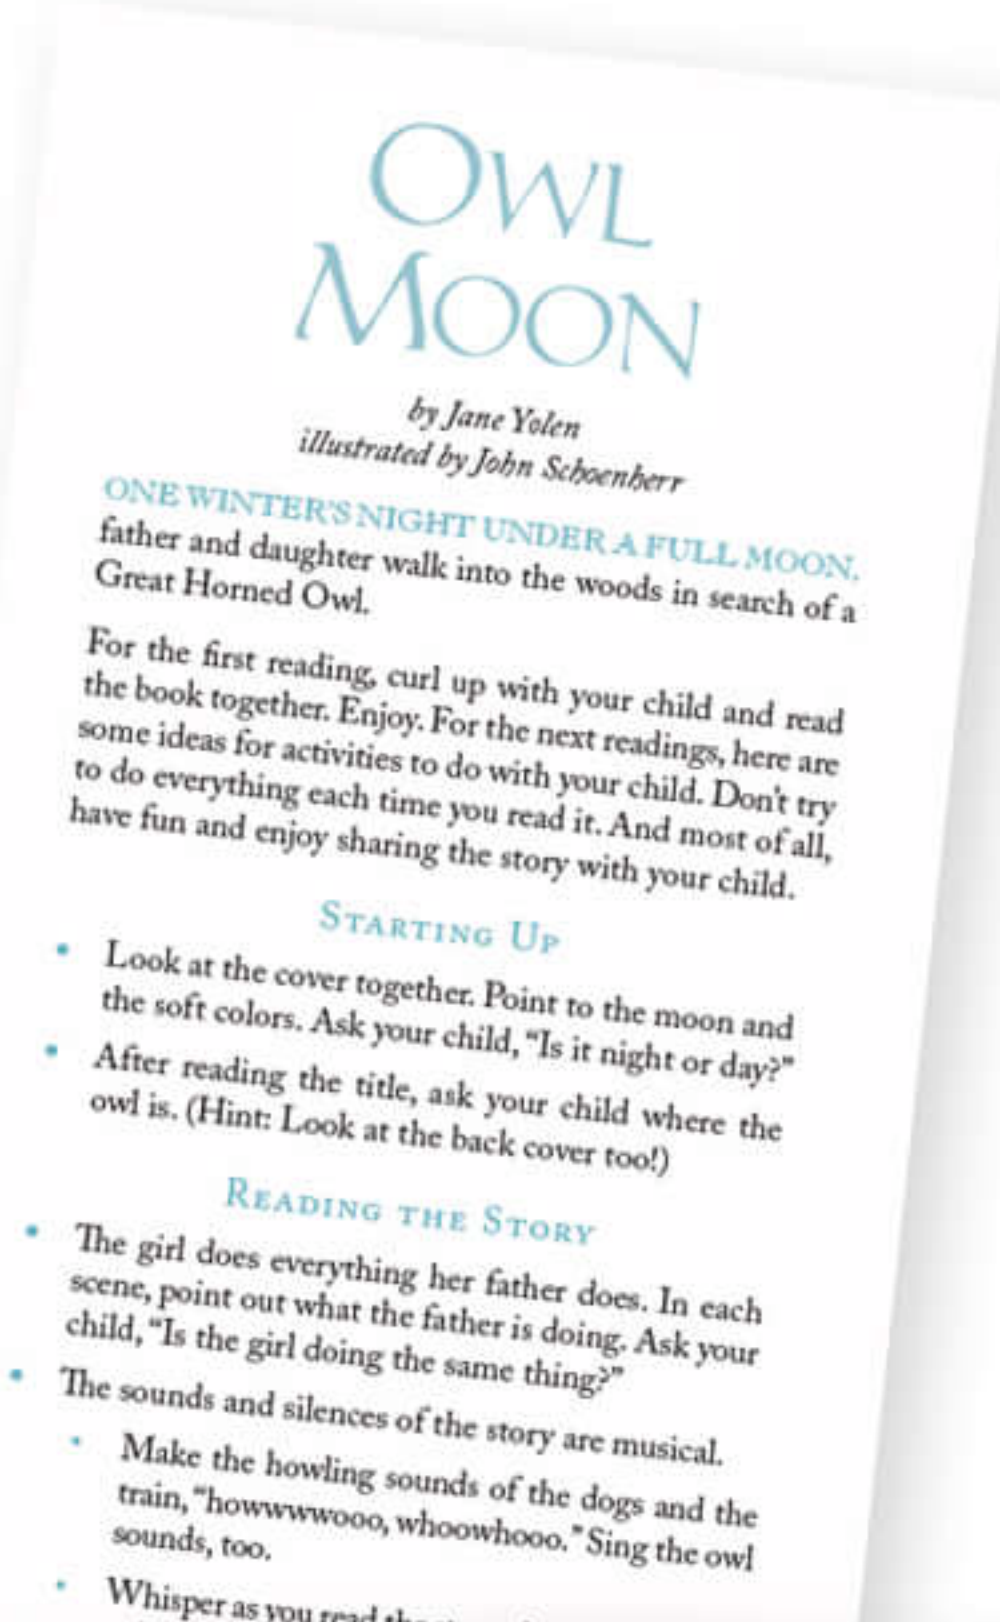 OWL
MOON
by Jane Yolen
illustrated by John Schoenherr
ONE WINTER'S NIGHT UNDER A FULL MOON,
father and daughter walk into the woods in search of a
Great Horned Owl.
For the first reading, curl up with your child and read
the book together. Enjoy. For the next readings, here are
some ideas for activities to do with your child. Don't try
to do everything each time you read it. And most of all,
have fun and enjoy sharing the story with your child.
STARTING UP
• Look at the cover together. Point to the moon and
the soft colors. Ask your child, “Is it night or day?”
• After reading the title, ask your child where the
owl is. (Hint: Look at the back cover too!)
READING THE STORY
• The girl does everything her father does. In each
scene, point out what the father is doing. Ask your
child, “Is the girl doing the same thing?”
• The sounds and silences of the story are musical.
• Make the howling sounds of the dogs and the
train, “howwwwooo, whoowhooo.” Sing the owl
sounds, too.
• Whisper as you read